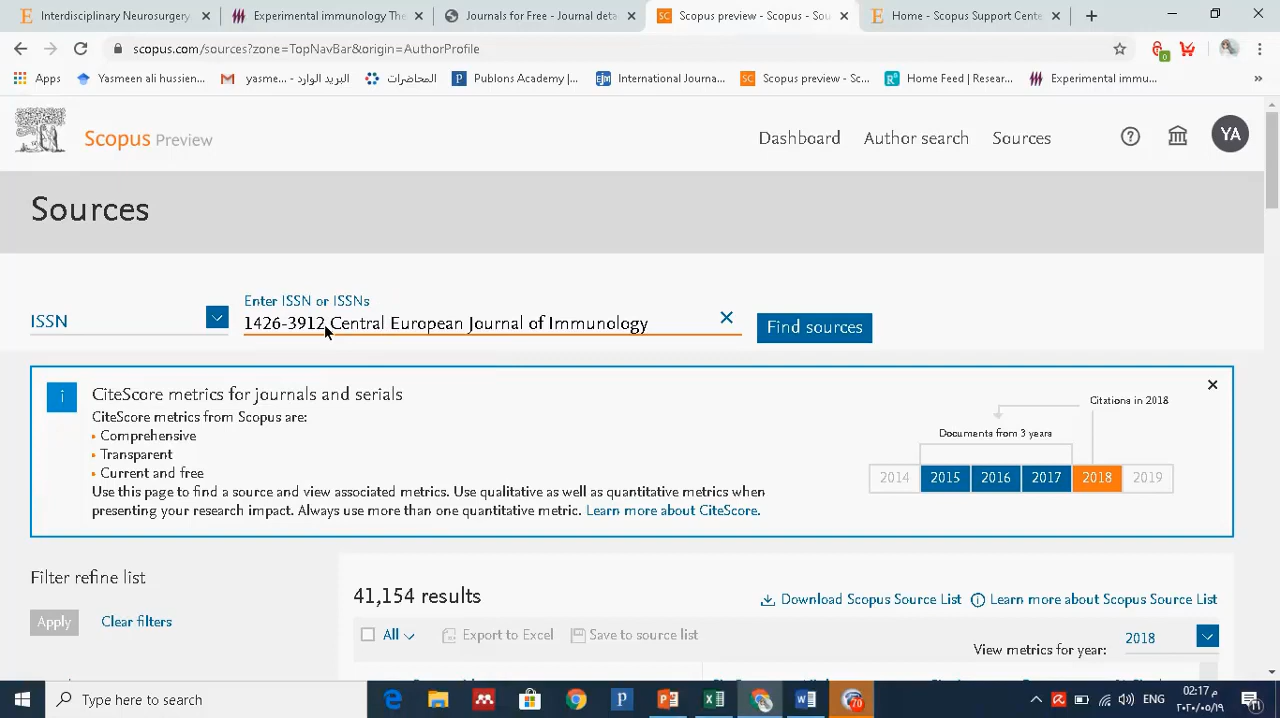 Interdisciplinary Neurosurgery
Experimental immunology Ti
Journals for Free - Journal deta
Scopus preview - Scopus - Sou
Home - Scopus Support Cente
scopus.com/sources?zone=TopNavBar&origin=AuthorProfile
Apps
Yasmeen ali hussien...
yasme... - البريد الوارد
المحاضرات
Publons Academy |...
International Journa...
Scopus preview - Sc...
Home Feed | Resear...
Experimental immu...
Scopus Preview
Dashboard
Author search
Sources
YA
Sources
Enter ISSN or ISSNs
ISSN
1426-3912 Central European Journal of Immunology
Find sources
CiteScore metrics for journals and serials
CiteScore metrics from Scopus are:
Comprehensive
Transparent
Current and free
Use this page to find a source and view associated metrics. Use qualitative as well as quantitative metrics when
presenting your research impact. Always use more than one quantitative metric. Learn more about CiteScore.
Citations in 2018
Documents from 3 years
2014 2015 2016 2017 2018 2019
Filter refine list
Apply
Clear filters
41,154 results
Download Scopus Source List
Learn more about Scopus Source List
All
Export to Excel
Save to source list
View metrics for year:
2018
Type here to search
70
ENG
02:17 م
٢٠٢٠/٠٥/١٩